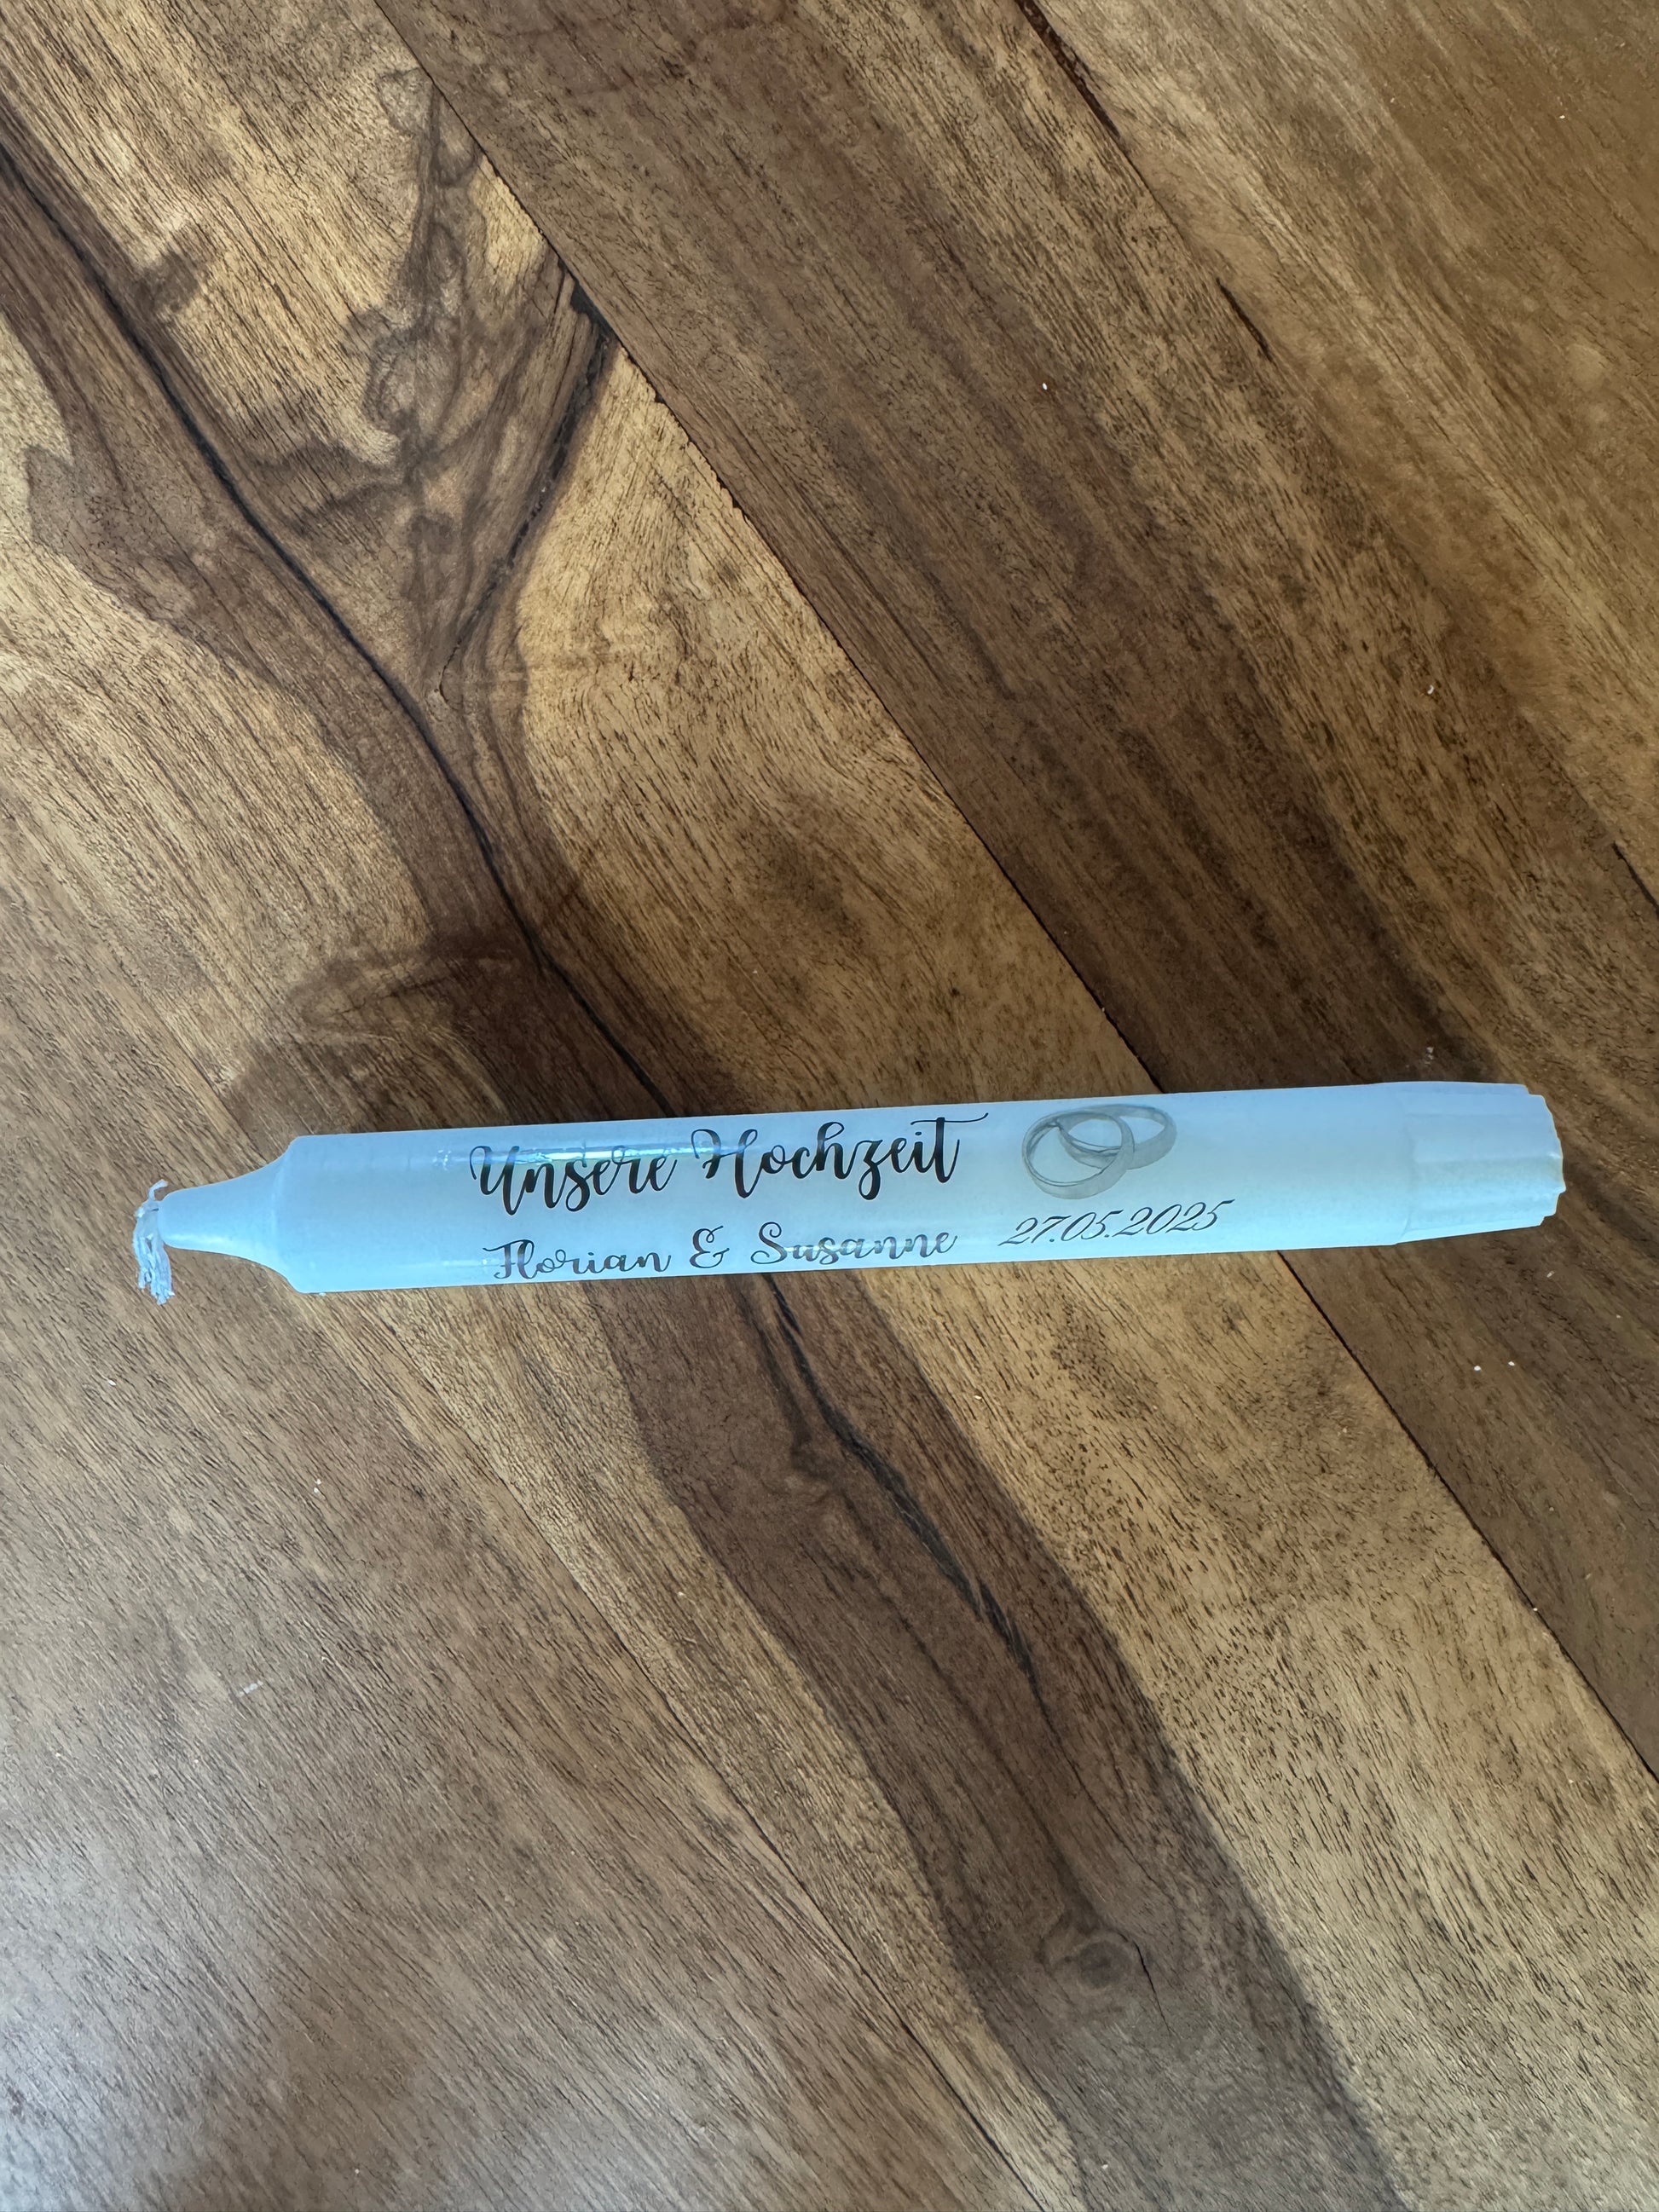 Unsere Hochzeit
Florian & Susanne
27.05.2025